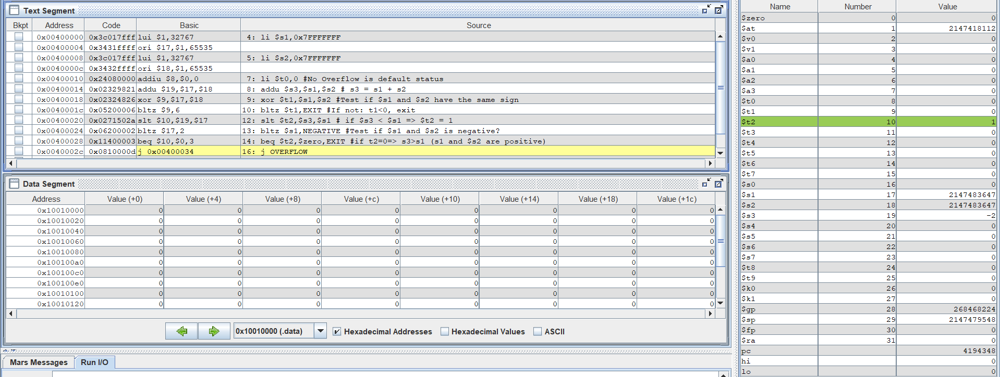 Text Segment
Bkpt Address Code Basic Source
0x00400000 0x3c017fff lui $1,32767 4: li $s1,0x7FFFFFFF
0x00400004 0x3431ffff ori $17,$1,65535
0x00400008 0x3c017fff lui $1,32767 5: li $s2,0x7FFFFFFF
0x0040000c 0x3432ffff ori $18,$1,65535
0x00400010 0x24080000 addiu $8,$0,0 7: li $t0,0 #No Overflow is default status
0x00400014 0x02329821 addu $19,$17,$18 8: addu $s3,$s1,$s2 # s3 = s1 + s2
0x00400018 0x02324826 xor $9,$17,$18 9: xor $t1,$s1,$s2 #Test if $s1 and $s2 have the same sign
0x0040001c 0x05200006 bltz $9,6 10: bltz $t1,EXIT #If not: t1<0, exit
0x00400020 0x0271502a slt $10,$19,$17 12: slt $t2,$s3,$s1 # if $s3 < $s1 => $t2 = 1
0x00400024 0x06200002 bltz $17,2 13: bltz $s1,NEGATIVE #Test if $s1 and $s2 is negative?
0x00400028 0x11400003 beq $10,$0,3 14: beq $t2,$zero,EXIT #if t2=0=> s3>s1 (s1 and $s2 are positive)
0x0040002c 0x0810000d j 0x00400034 16: j OVERFLOW
Data Segment
Address Value (+0) Value (+4) Value (+8) Value (+c) Value (+10) Value (+14) Value (+18) Value (+1c)
0x10010000 0 0 0 0 0 0 0 0
0x10010020 0 0 0 0 0 0 0 0
0x10010040 0 0 0 0 0 0 0 0
0x10010060 0 0 0 0 0 0 0 0
0x10010080 0 0 0 0 0 0 0 0
0x100100a0 0 0 0 0 0 0 0 0
0x100100c0 0 0 0 0 0 0 0 0
0x100100e0 0 0 0 0 0 0 0 0
0x10010100 0 0 0 0 0 0 0 0
0x10010120 0 0 0 0 0 0 0 0
0x10010000 (.data) Hexadecimal Addresses Hexadecimal Values ASCII
Mars Messages Run I/O
Name Number Value
$zero 0 0
$at 1 2147418112
$v0 2 0
$v1 3 0
$a0 4 0
$a1 5 0
$a2 6 0
$a3 7 0
$t0 8 0
$t1 9 0
$t2 10 1
$t3 11 0
$t4 12 0
$t5 13 0
$t6 14 0
$t7 15 0
$s0 16 0
$s1 17 2147483647
$s2 18 2147483647
$s3 19 -2
$s4 20 0
$s5 21 0
$s6 22 0
$s7 23 0
$t8 24 0
$t9 25 0
$k0 26 0
$k1 27 0
$gp 28 268468224
$sp 29 2147479548
$fp 30 0
$ra 31 0
pc 4194348
hi 0
lo 0